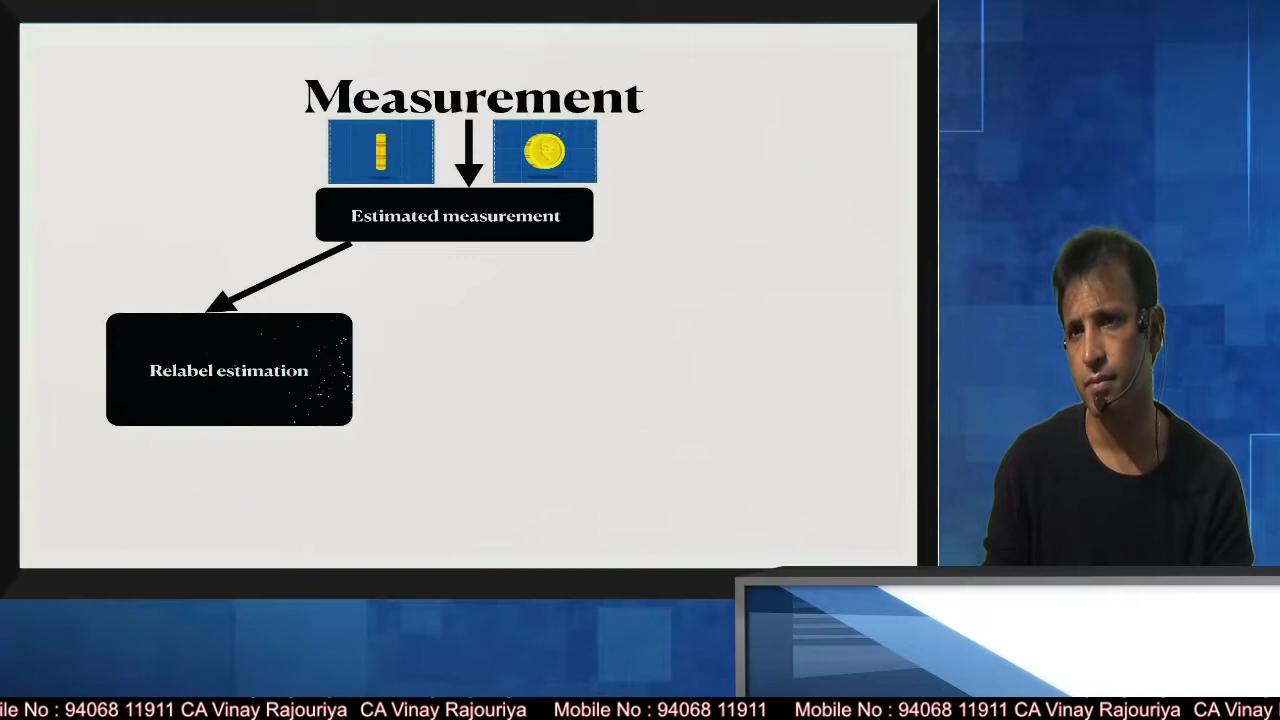 Measurement
Estimated measurement
Relabel estimation
ile No : 94068 11911 CA Vinay Rajouriya CA Vinay Rajouriya Mobile No : 94068 11911 Mobile No : 94068 11911 CA Vinay Rajouriya CA Vinay